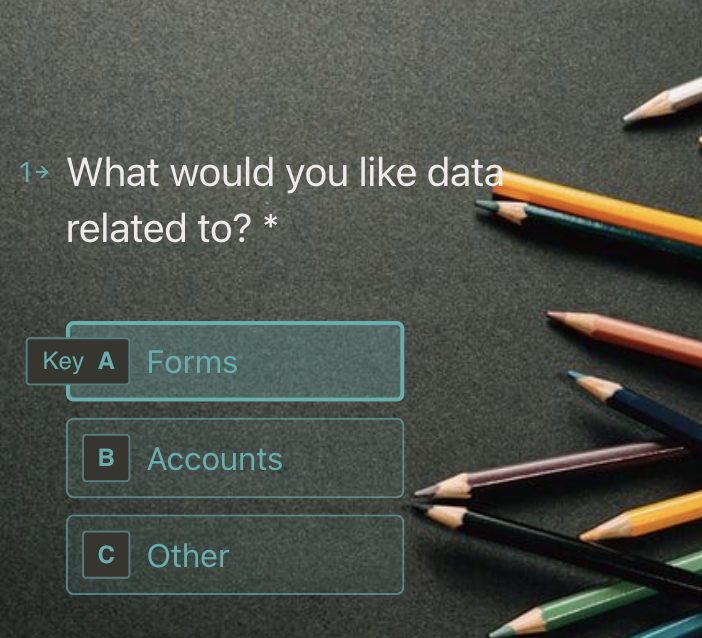 1→ What would you like data
related to? *
Key A Forms
B Accounts
C Other